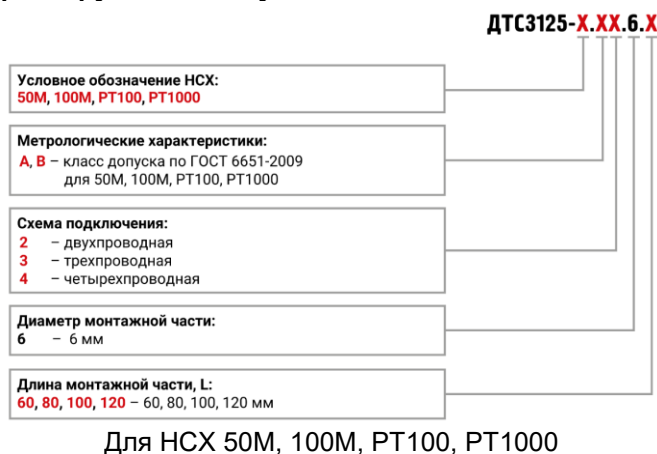 ДТС3125-Х.ХХ.6.Х
Условное обозначение НСХ:
50М, 100М, РТ100, РТ1000
Метрологические характеристики:
А, В – класс допуска по ГОСТ 6651-2009
для 50М, 100М, РТ100, РТ1000
Схема подключения:
2 – двухпроводная
3 – трехпроводная
4 – четырехпроводная
Диаметр монтажной части:
6 – 6 мм
Длина монтажной части, L:
60, 80, 100, 120 – 60, 80, 100, 120 мм
Для НСХ 50М, 100М, РТ100, РТ1000